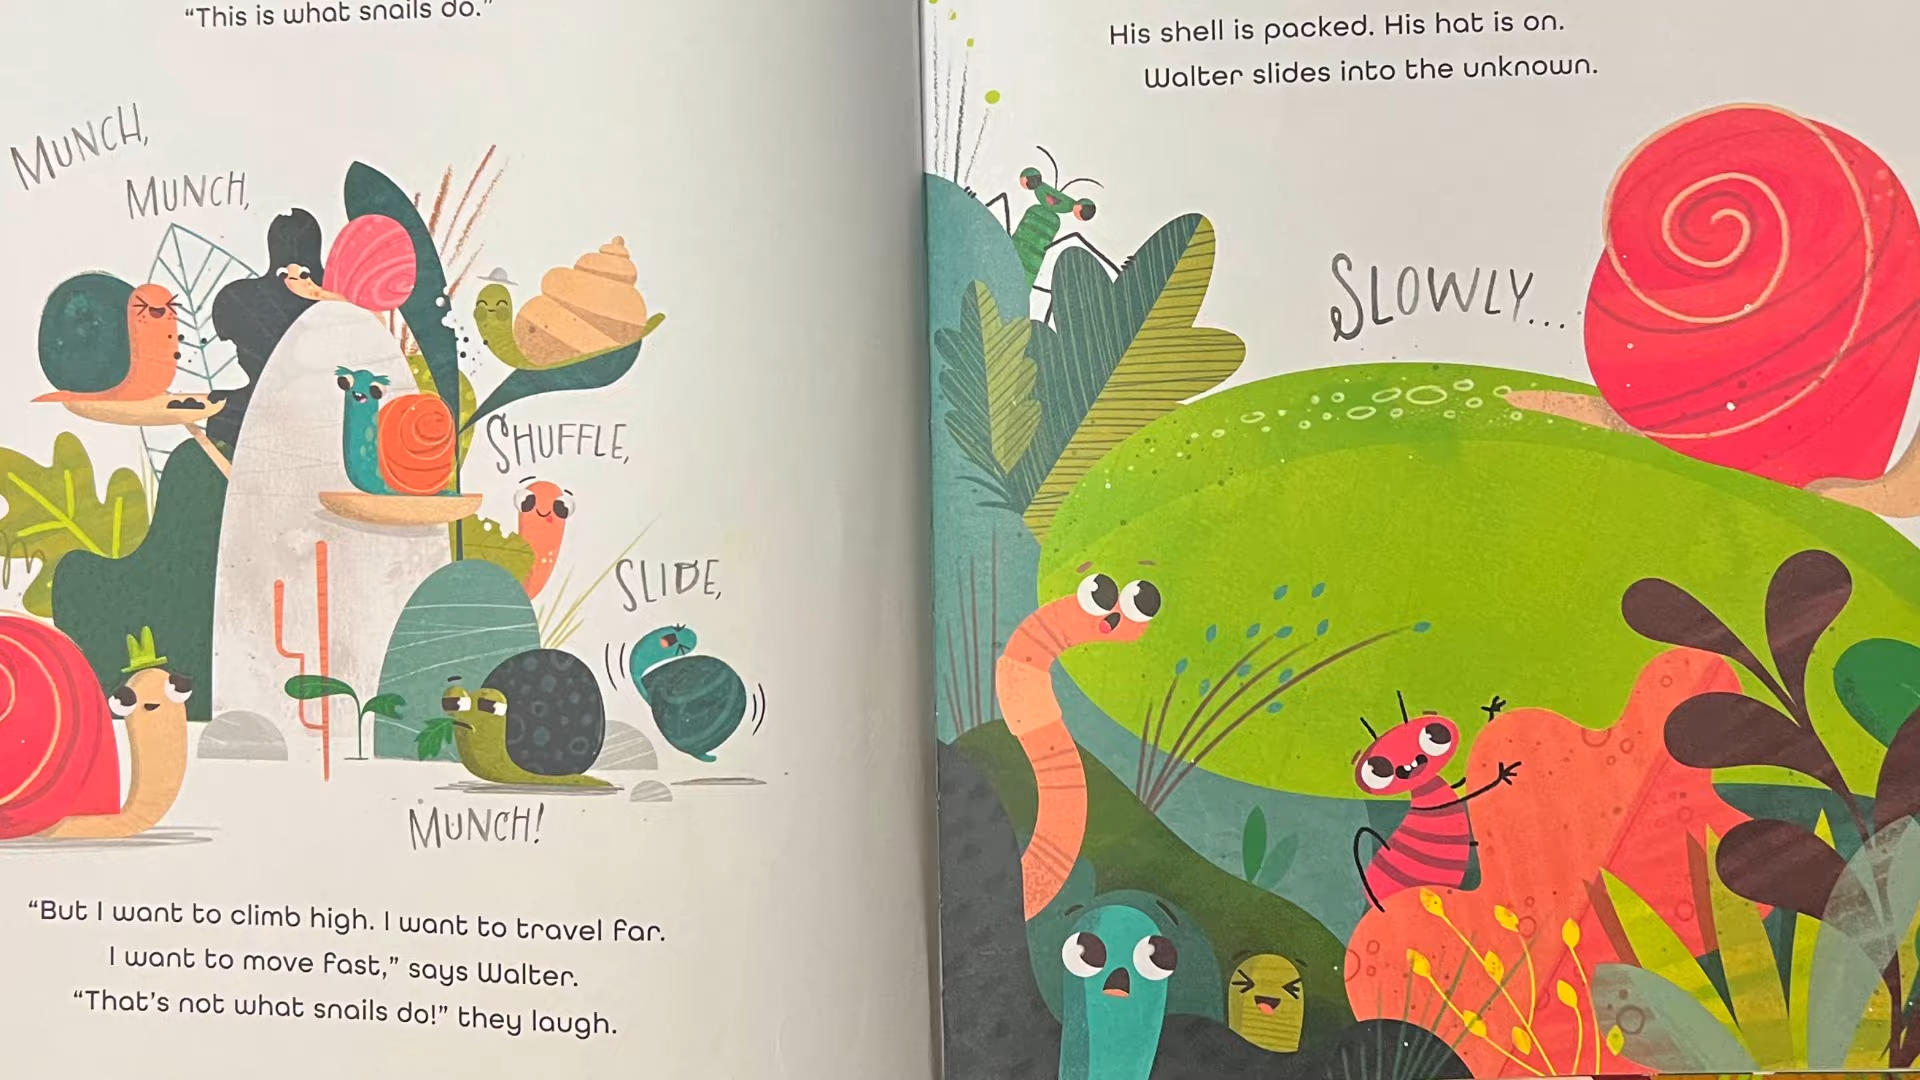 “This is what snails do.”
MUNCH,
MUNCH,
SHUFFLE,
SLIDE,
MUNCH!
“But I want to climb high. I want to travel far.
I want to move fast,” says Walter.
“That’s not what snails do!” they laugh.
His shell is packed. His hat is on.
Walter slides into the unknown.
SLOWLY...